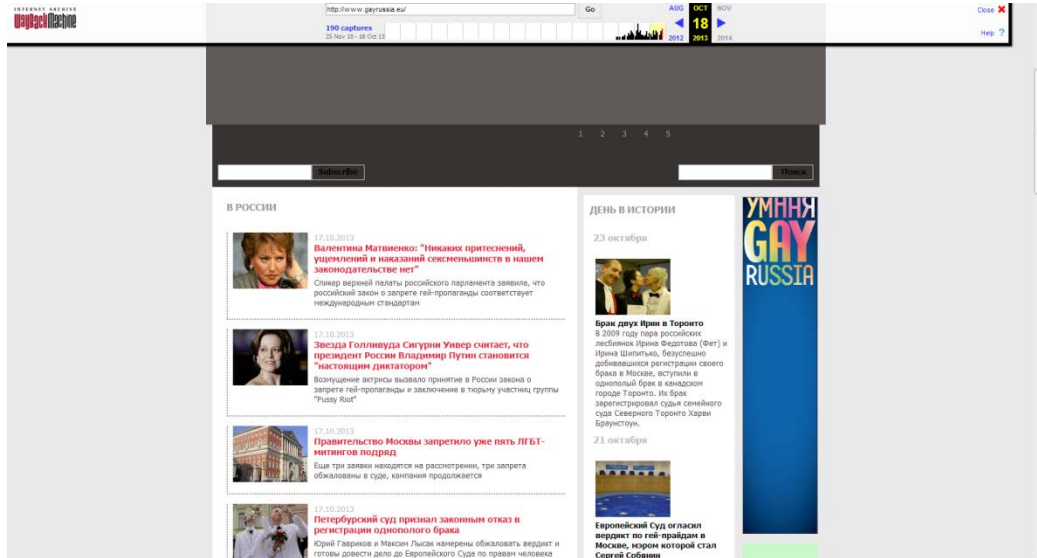 INTERNET ARCHIVE
WayBackMachine
http://www.gayrussia.eu/
Go
190 captures
25 Nov 10 - 18 Oct 13
AUG OCT NOV
18
2012 2013 2014
Close
Help ?
1 2 3 4 5
Subscribe
Поиск
В РОССИИ
17.10.2013
Валентина Матвиенко: "Никаких притеснений,
ущемлений и наказаний сексменьшинств в нашем
законодательстве нет"
Спикер верхней палаты российского парламента заявила, что
российский закон о запрете гей-пропаганды соответствует
международным стандартам
17.10.2013
Звезда Голливуда Сигурни Уивер считает, что
президент России Владимир Путин становится
"настоящим диктатором"
Возмущение актрисы вызвало принятие в России закона о
запрете гей-пропаганды и заключение в тюрьму участниц группы
"Pussy Riot"
17.10.2013
Правительство Москвы запретило уже пять ЛГБТ-
митингов подряд
Еще три заявки находятся на рассмотрении, три запрета
обжалованы в суде, кампания продолжается
17.10.2013
Петербургский суд признал законным отказ в
регистрации однополого брака
Юрий Гавриков и Максим Лысак намерены обжаловать вердикт и
готовы довести дело до Европейского Суда по правам человека
ДЕНЬ В ИСТОРИИ
23 октября
Брак двух Ирин в Торонто
В 2009 году пара российских
лесбиянок Ирина Федотова (Фет) и
Ирина Шипитько, безуспешно
добивавшихся регистрации своего
брака в Москве, вступили в
однополый брак в канадском
городе Торонто. Их брак
зарегистрировал судья семейного
суда Северного Торонто Харви
Браунстоун.
21 октября
Европейский Суд огласил
вердикт по гей-прайдам в
Москве, мэром которой стал
Сергей Собянин
УМНАЯ
GAY
RUSSIA